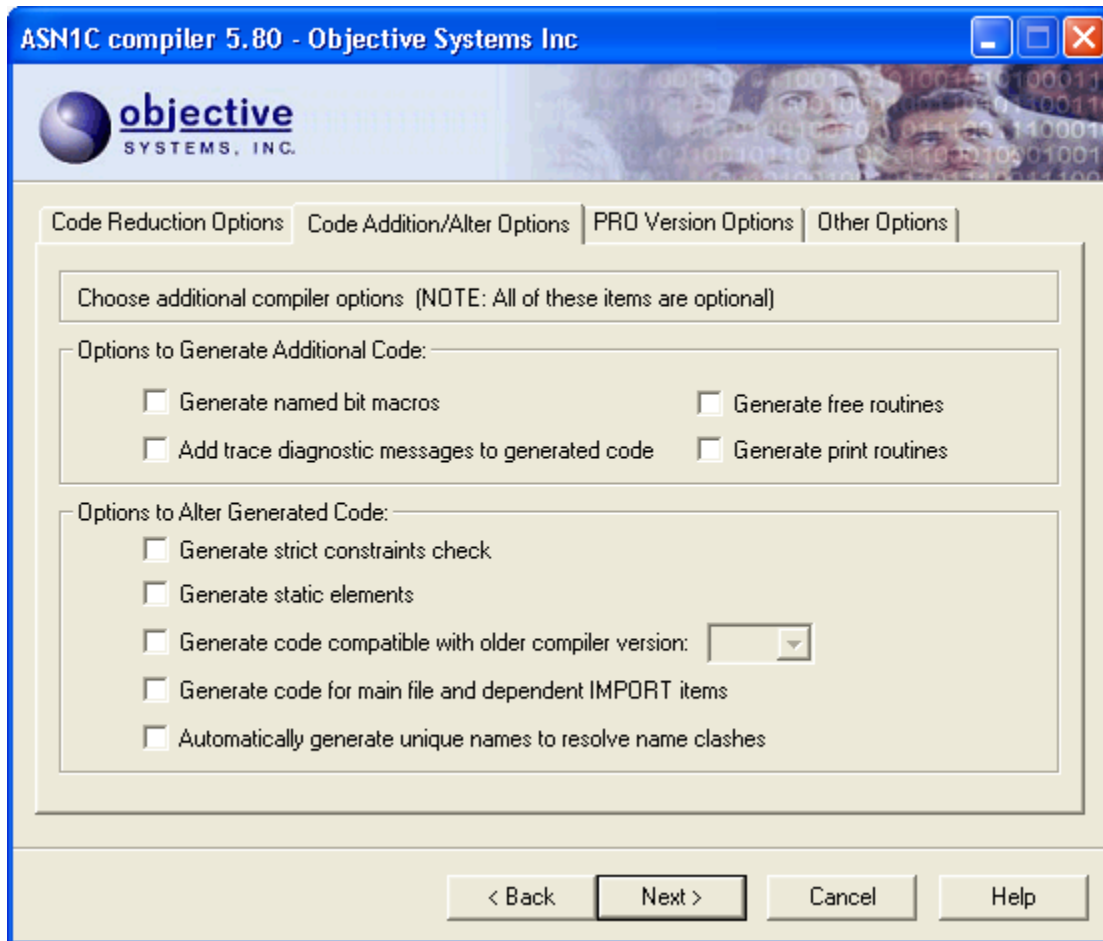 ASN1C compiler 5.80 - Objective Systems Inc
objective
SYSTEMS, INC.
Code Reduction Options
Code Addition/Alter Options
PRO Version Options
Other Options
Choose additional compiler options (NOTE: All of these items are optional)
Options to Generate Additional Code:
Generate named bit macros
Generate free routines
Add trace diagnostic messages to generated code
Generate print routines
Options to Alter Generated Code:
Generate strict constraints check
Generate static elements
Generate code compatible with older compiler version:
Generate code for main file and dependent IMPORT items
Automatically generate unique names to resolve name clashes
< Back
Next >
Cancel
Help